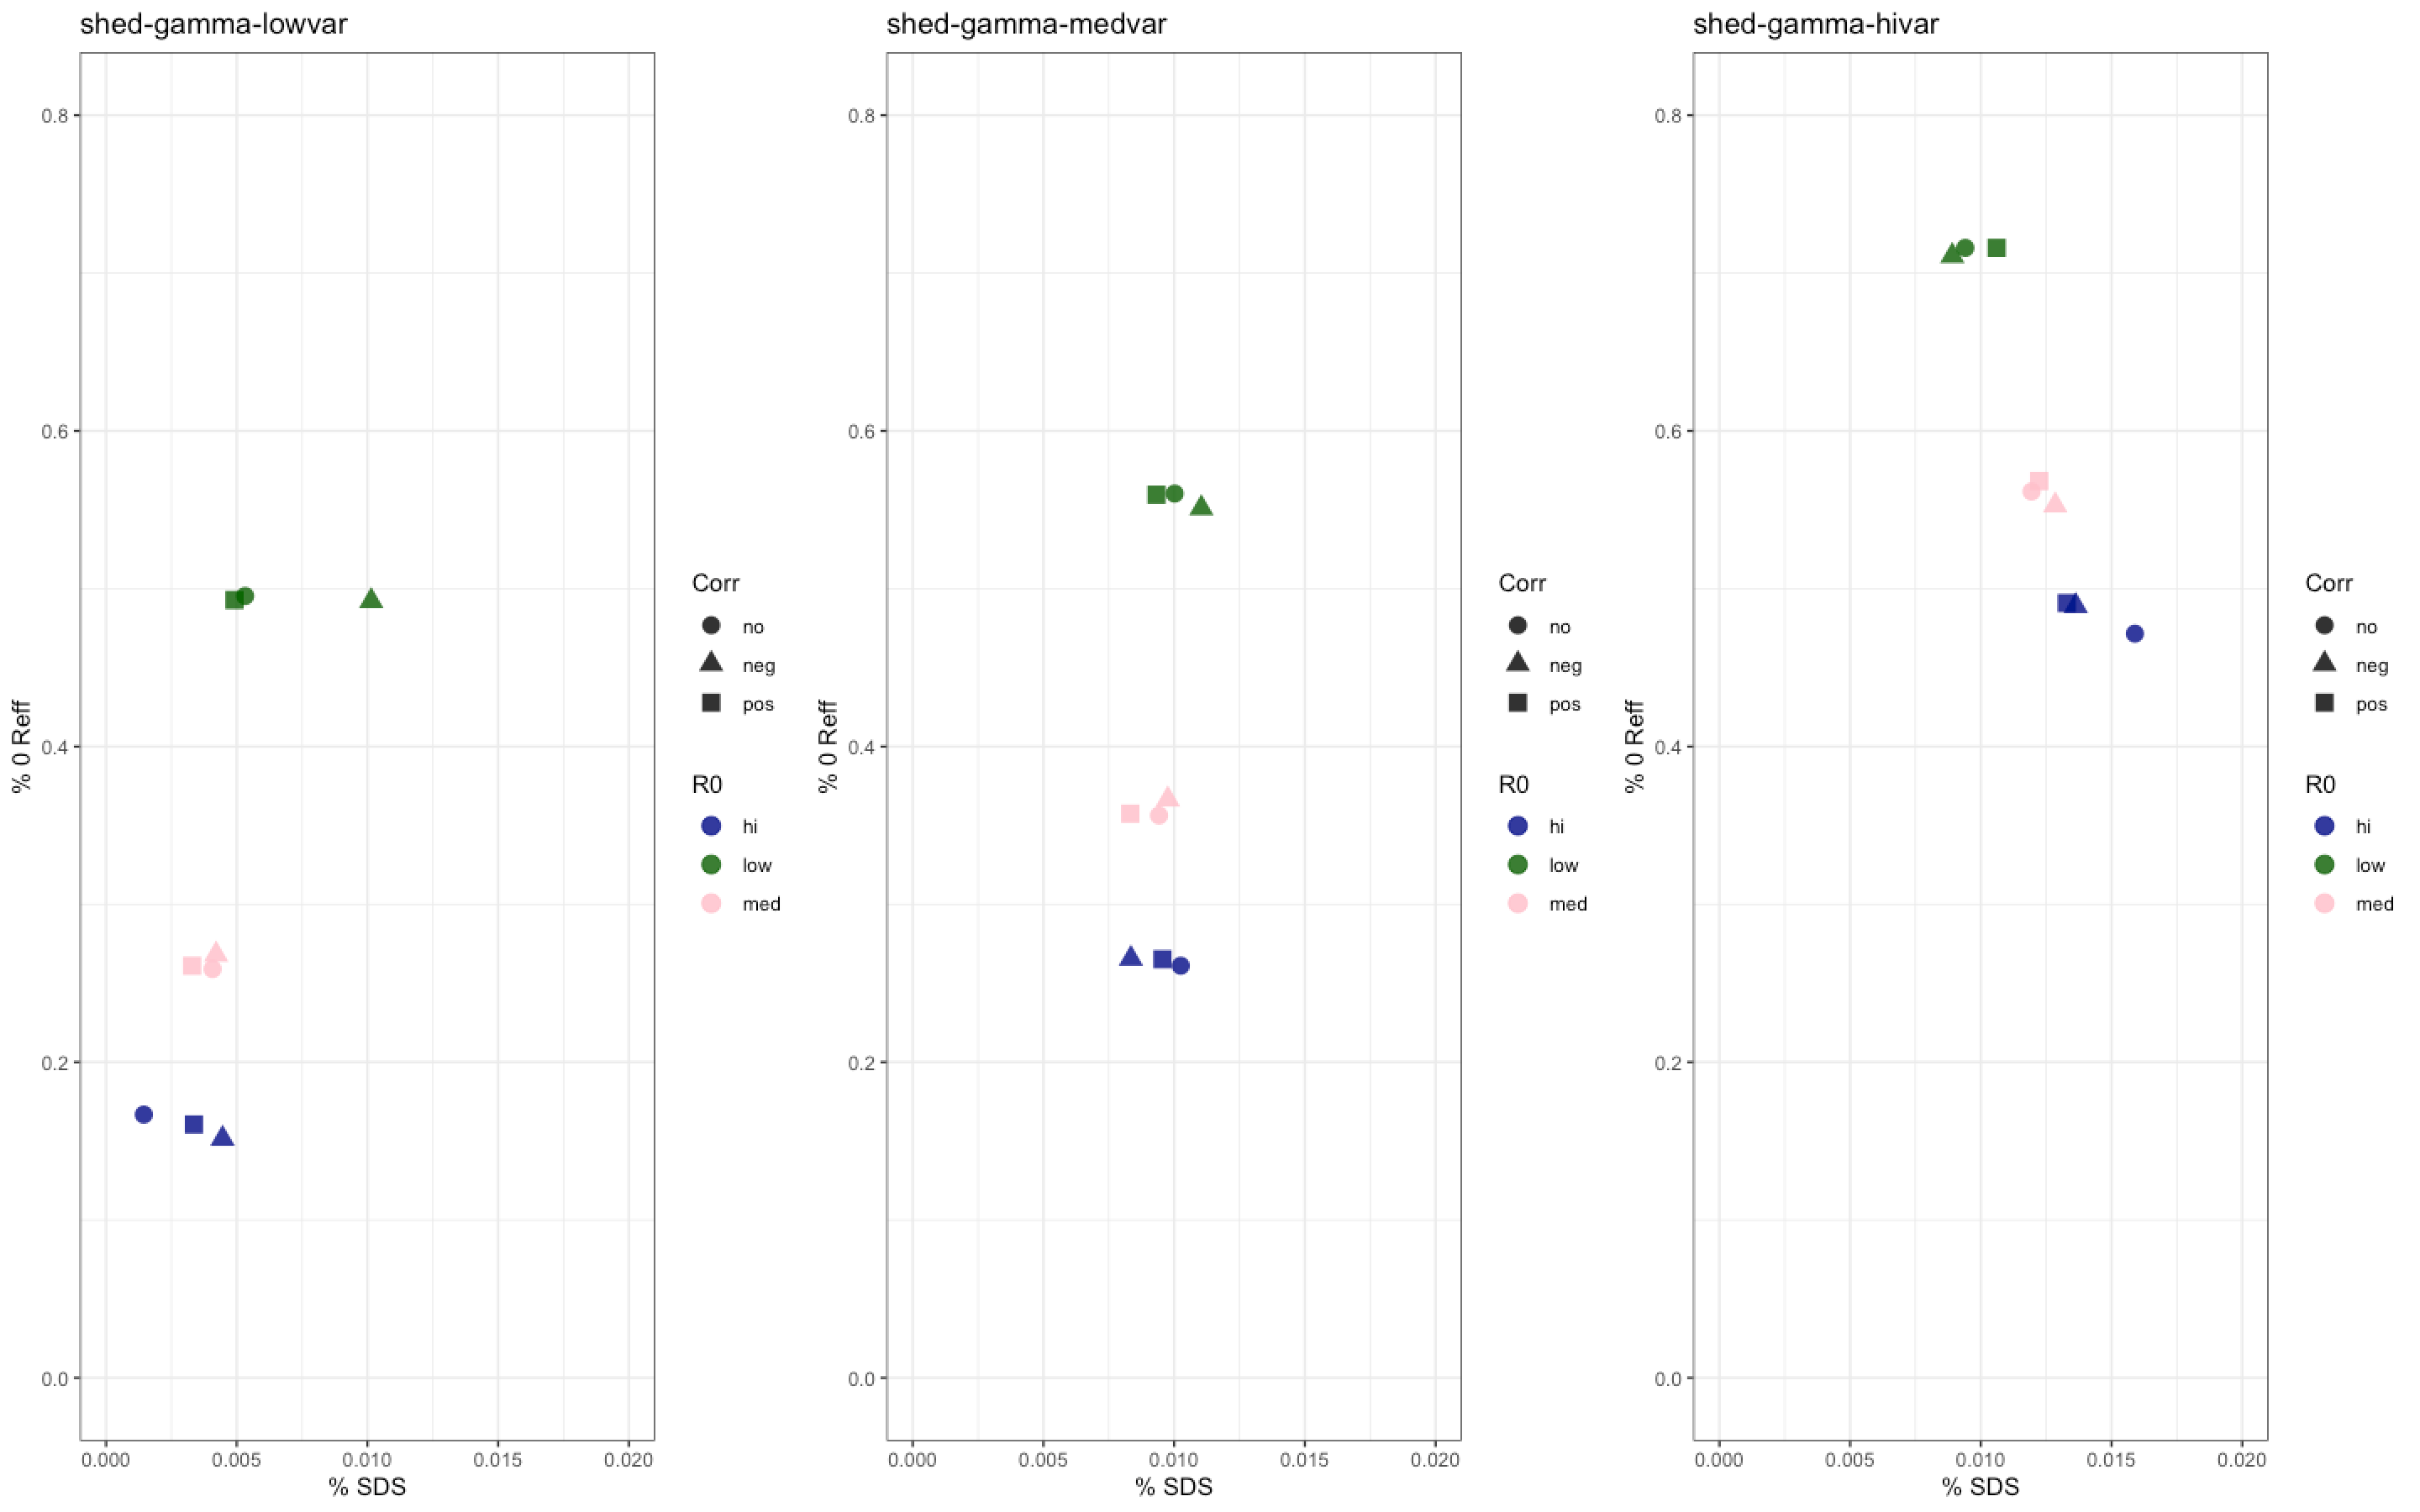 shed-gamma-lowvar
% 0 Reff
0.8
0.6
0.4
0.2
0.0
0.000 0.005 0.010 0.015 0.020
% SDS
Corr
no
neg
pos
R0
hi
low
med
shed-gamma-medvar
% 0 Reff
0.8
0.6
0.4
0.2
0.0
0.000 0.005 0.010 0.015 0.020
% SDS
Corr
no
neg
pos
R0
hi
low
med
shed-gamma-hivar
% 0 Reff
0.8
0.6
0.4
0.2
0.0
0.000 0.005 0.010 0.015 0.020
% SDS
Corr
no
neg
pos
R0
hi
low
med